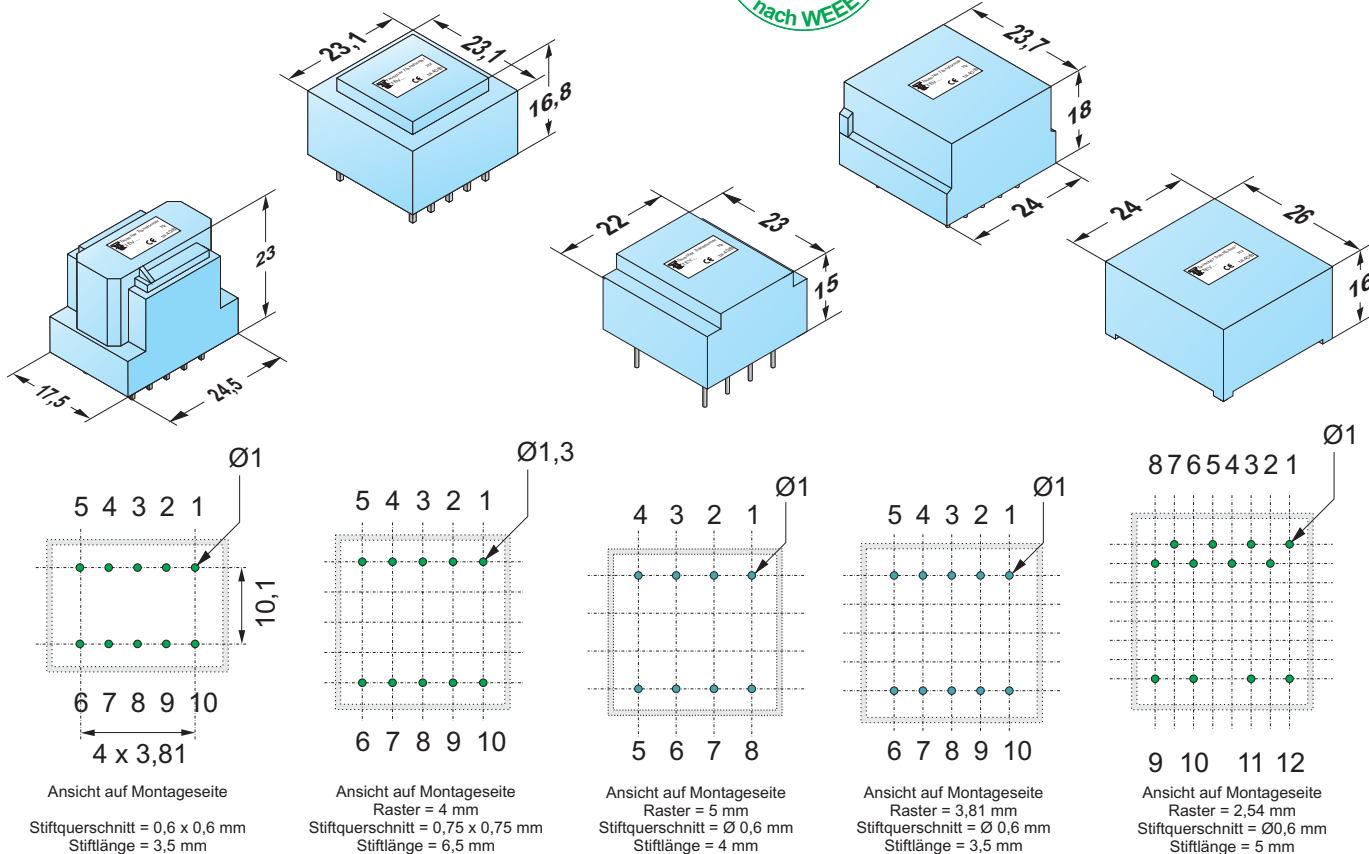 nach WEEE
23,1
23,1
16,8
CE
23,7
18
24
CE
23
17,5
24,5
CE
22
23
15
CE
24
26
16
CE
Ø1
5 4 3 2 1
10,1
6 7 8 9 10
4 x 3,81
Ansicht auf Montageseite
Stiftquerschnitt = 0,6 x 0,6 mm
Stiftlänge = 3,5 mm
Ø1,3
5 4 3 2 1
6 7 8 9 10
Ansicht auf Montageseite
Raster = 4 mm
Stiftquerschnitt = 0,75 x 0,75 mm
Stiftlänge = 6,5 mm
Ø1
4 3 2 1
5 6 7 8
Ansicht auf Montageseite
Raster = 5 mm
Stiftquerschnitt = Ø 0,6 mm
Stiftlänge = 4 mm
Ø1
5 4 3 2 1
6 7 8 9 10
Ansicht auf Montageseite
Raster = 3,81 mm
Stiftquerschnitt = Ø 0,6 mm
Stiftlänge = 3,5 mm
Ø1
8 7 6 5 4 3 2 1
9 10 11 12
Ansicht auf Montageseite
Raster = 2,54 mm
Stiftquerschnitt = Ø0,6 mm
Stiftlänge = 5 mm